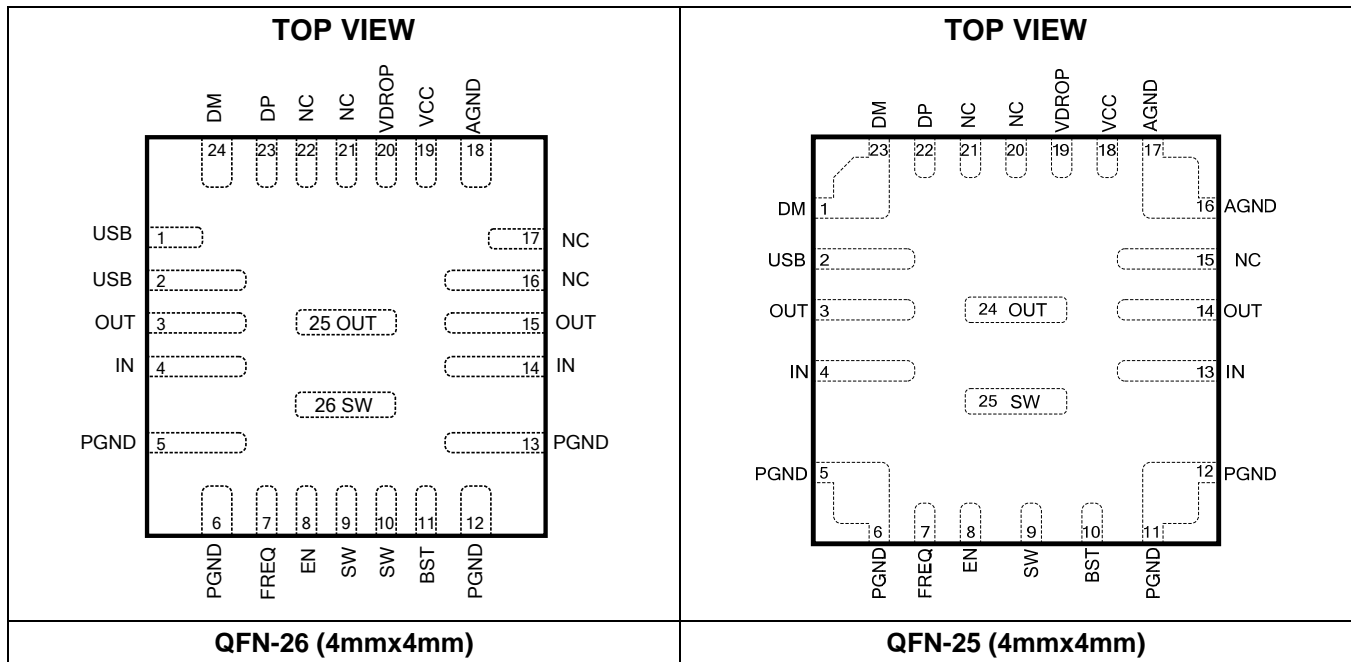 TOP VIEW
DM
DP
NC
NC
VDROP
VCC
AGND
24
23
22
21
20
19
18
USB
1
17
NC
USB
2
16
NC
OUT
3
25 OUT
15
OUT
IN
4
14
IN
26 SW
PGND
5
13
PGND
6
7
8
9
10
11
12
PGND
FREQ
EN
SW
SW
BST
PGND
QFN-26 (4mmx4mm)
TOP VIEW
DM
DP
NC
NC
VDROP
VCC
AGND
23
22
21
20
19
18
17
DM
1
16
AGND
USB
2
15
NC
OUT
3
24 OUT
14
OUT
IN
4
13
IN
25 SW
PGND
5
12
PGND
6
7
8
9
10
11
PGND
FREQ
EN
SW
BST
PGND
QFN-25 (4mmx4mm)